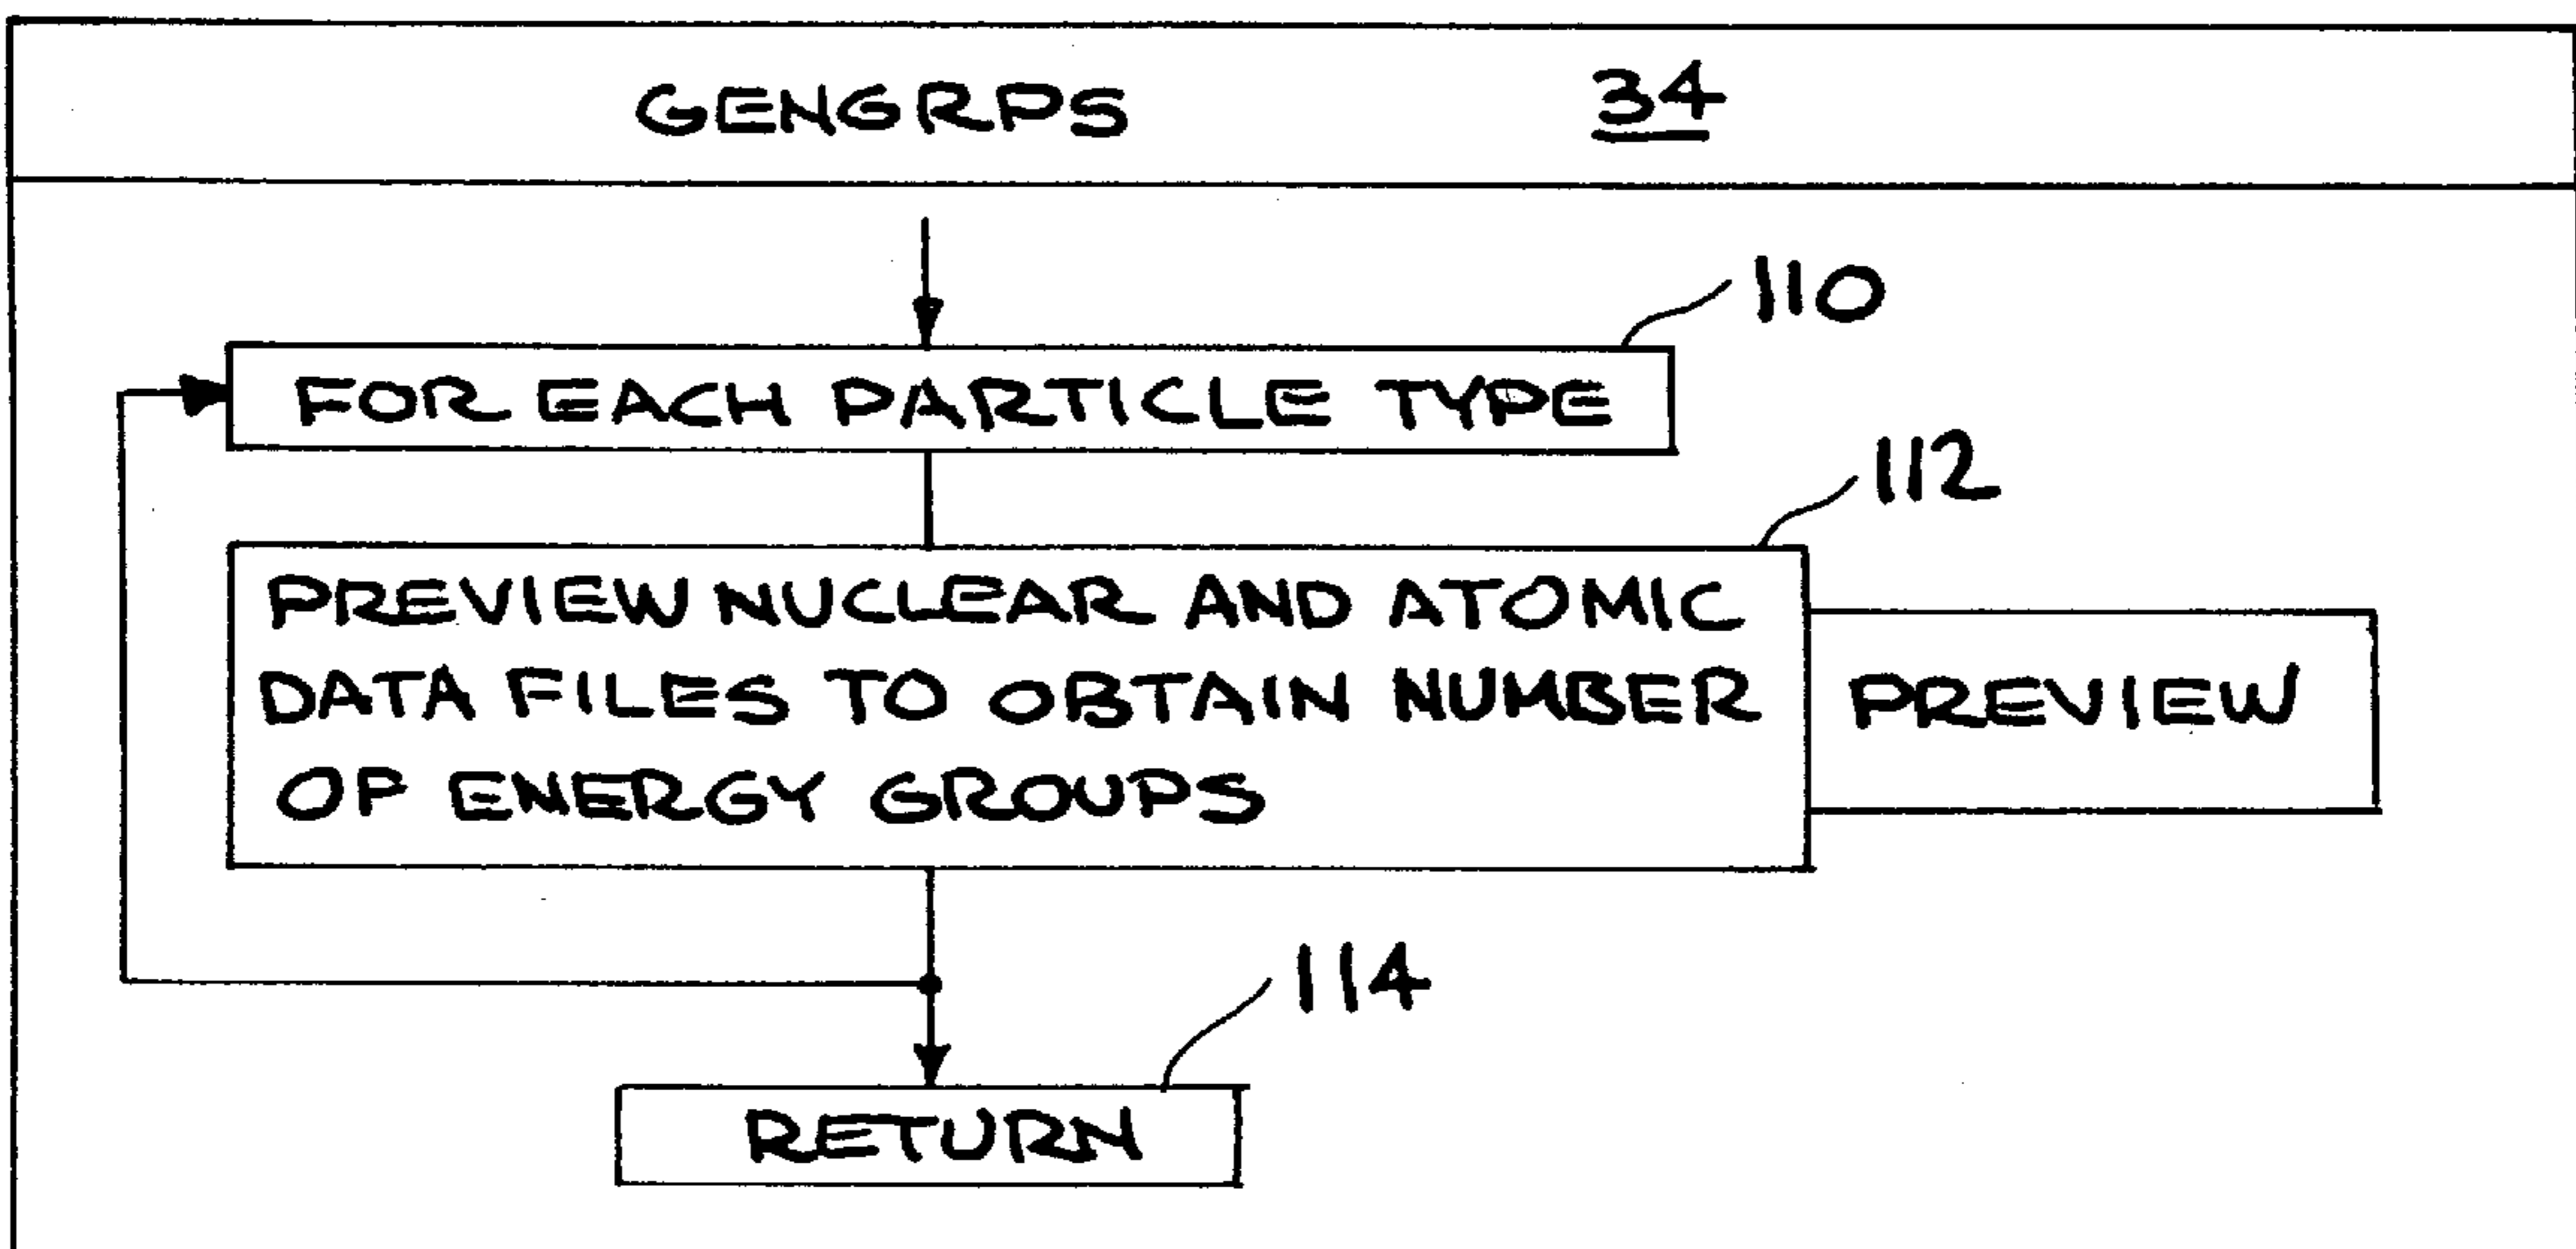 GENGRPS 34
110
FOR EACH PARTICLE TYPE
112
PREVIEW NUCLEAR AND ATOMIC
DATA FILES TO OBTAIN NUMBER
OF ENERGY GROUPS
PREVIEW
114
RETURN